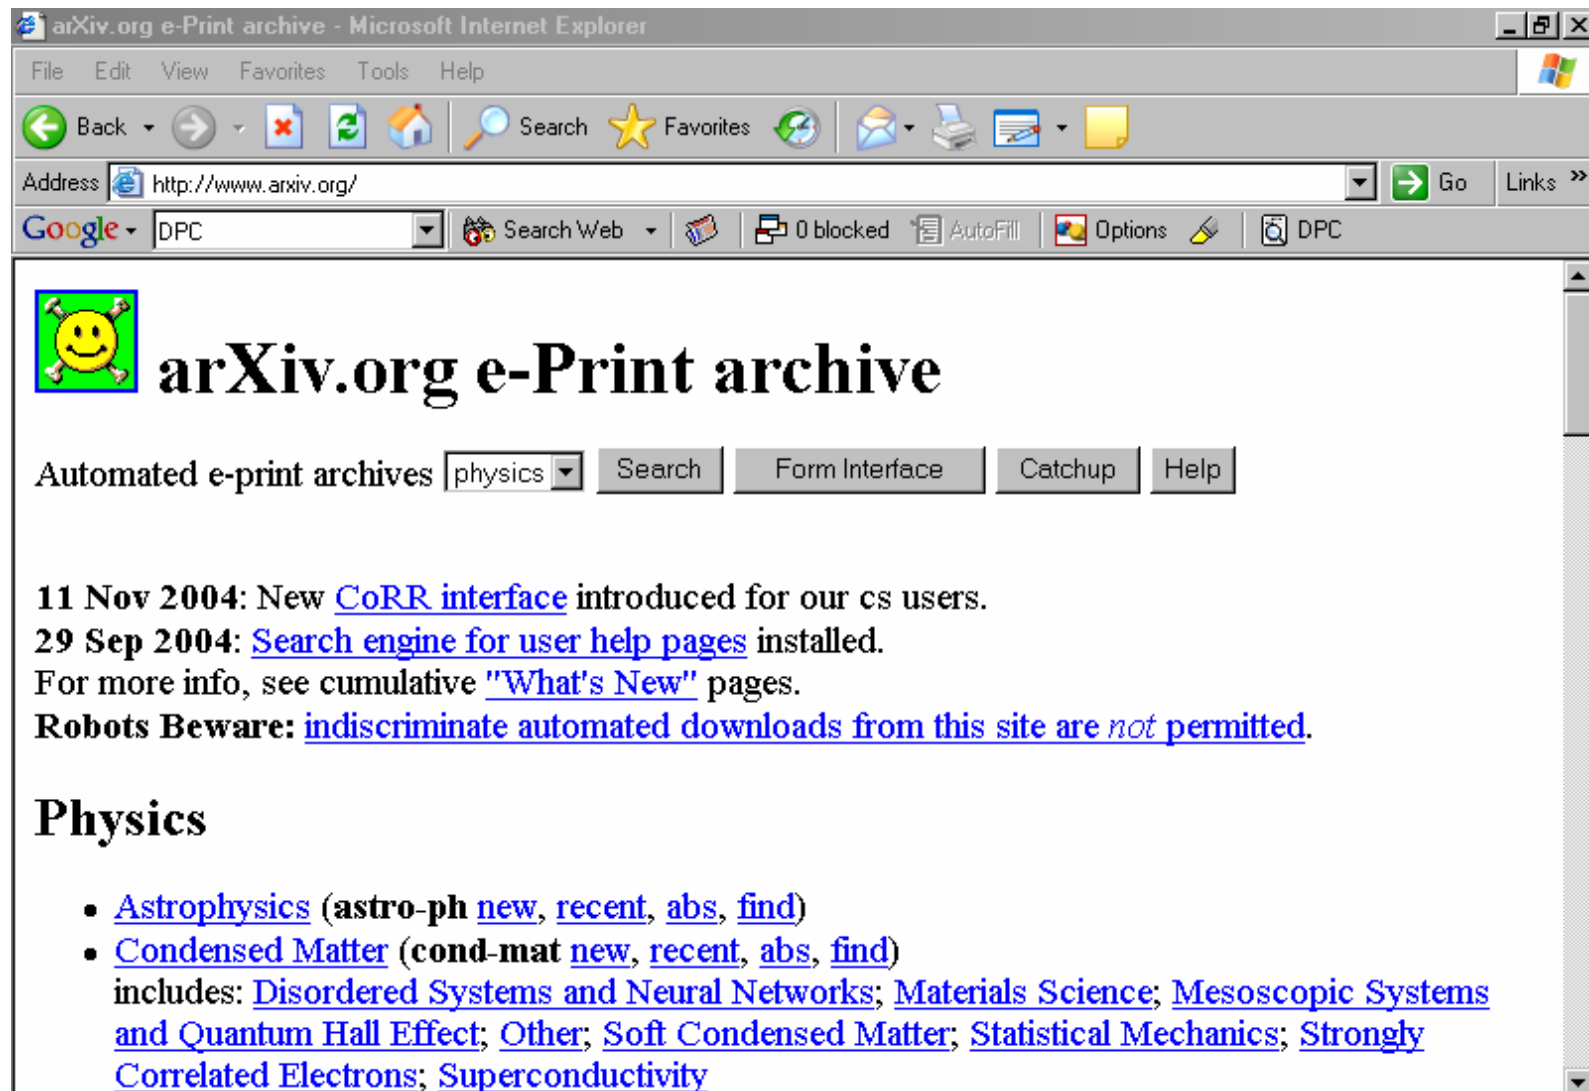 arXiv.org e-Print archive - Microsoft Internet Explorer
File Edit View Favorites Tools Help
Back Search Favorites
Address http://www.arxiv.org/ Go Links »
Google DPC Search Web 0 blocked AutoFill Options DPC
arXiv.org e-Print archive
Automated e-print archives physics Search Form Interface Catchup Help
11 Nov 2004: New CoRR interface introduced for our cs users.
29 Sep 2004: Search engine for user help pages installed.
For more info, see cumulative "What's New" pages.
Robots Beware: indiscriminate automated downloads from this site are not permitted.
Physics
• Astrophysics (astro-ph new, recent, abs, find)
• Condensed Matter (cond-mat new, recent, abs, find)
includes: Disordered Systems and Neural Networks; Materials Science; Mesoscopic Systems
and Quantum Hall Effect; Other; Soft Condensed Matter; Statistical Mechanics; Strongly
Correlated Electrons; Superconductivity